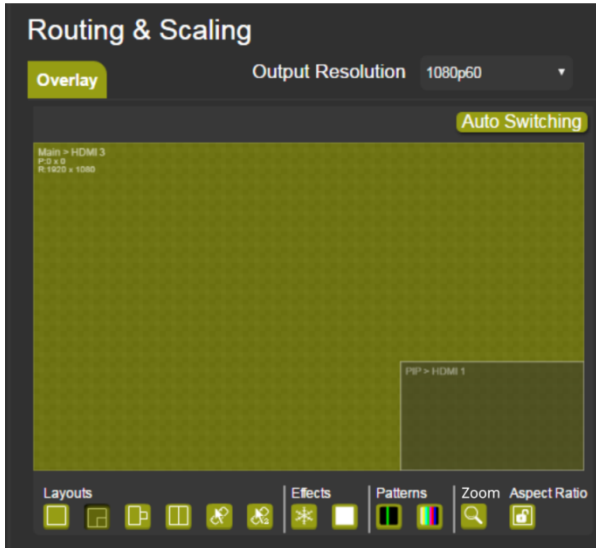 Routing & Scaling
Overlay
Output Resolution 1080p60
Auto Switching
Main > HDMI 3
P:0 x 0
R:1920 x 1080
PIP > HDMI 1
Layouts Effects Patterns Zoom Aspect Ratio